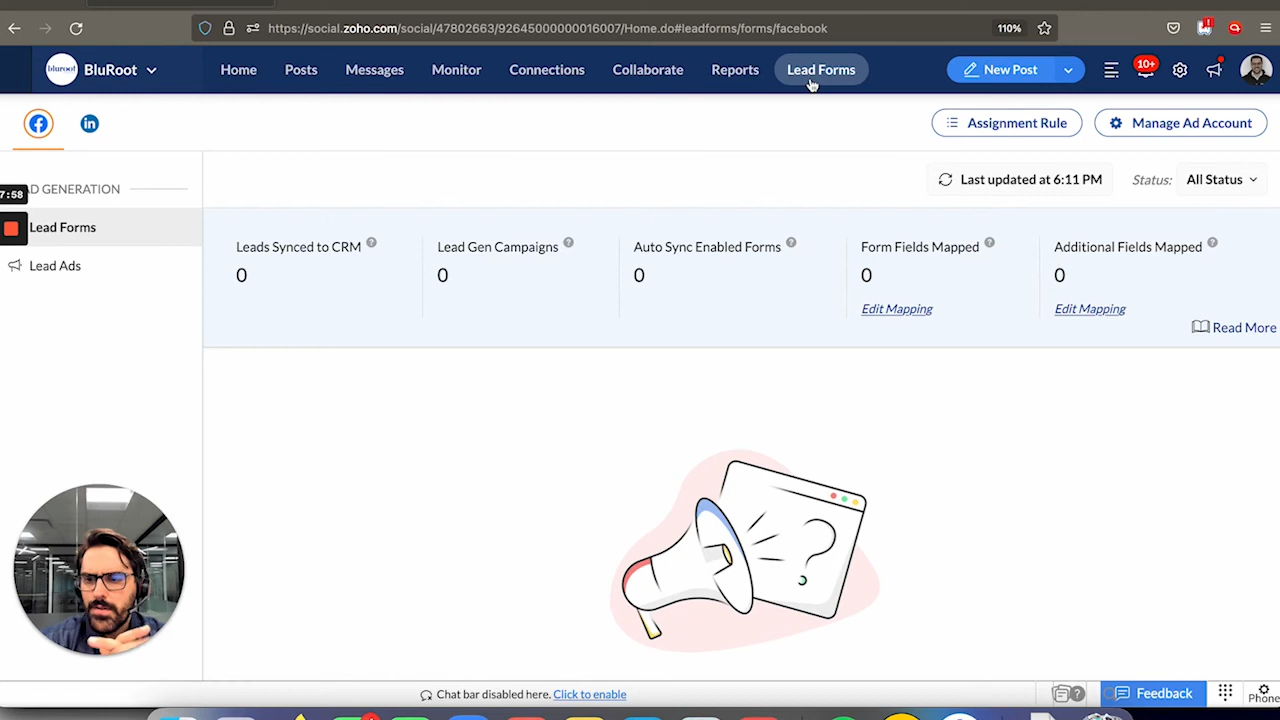 https://social.zoho.com/social/47802663/92645000000016007/Home.do#leadforms/forms/facebook
110%
bluroot BluRoot Home Posts Messages Monitor Connections Collaborate Reports Lead Forms New Post 10+
Assignment Rule Manage Ad Account
D GENERATION
Last updated at 6:11 PM Status: All Status
7:58
Lead Forms
Lead Ads
Leads Synced to CRM ? Lead Gen Campaigns ? Auto Sync Enabled Forms ? Form Fields Mapped ? Additional Fields Mapped ?
0 0 0 0 0
Edit Mapping Edit Mapping
Read More
Chat bar disabled here. Click to enable
Feedback
Phone